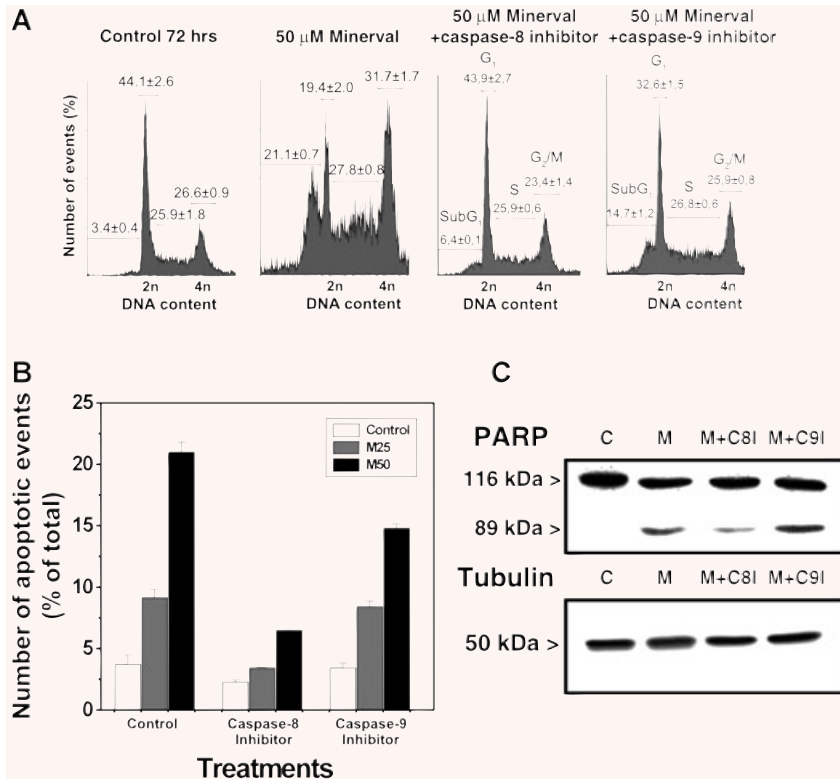 A
Control 72 hrs
50 µM Minerval
50 µM Minerval
+caspase-8 inhibitor
50 µM Minerval
+caspase-9 inhibitor
Number of events (%)
44.1±2.6
3.4±0.4
25.9±1.8
26.6±0.9
2n 4n
DNA content
21.1±0.7
19.4±2.0
27.8±0.8
31.7±1.7
2n 4n
DNA content
G₁
43,9±2,7
SubG₁
6,4±0,1
S
25,9±0,6
G₂/M
23,4±1,4
2n 4n
DNA content
G₁
32,6±1,5
SubG₁
14,7±1,2
S
26,8±0,6
G₂/M
25,9±0,8
2n 4n
DNA content
B
Number of apoptotic events
(% of total)
25
20
15
10
5
0
Control
M25
M50
Control
Caspase-8
Inhibitor
Caspase-9
Inhibitor
Treatments
C
PARP C M M+C8I M+C9I
116 kDa >
89 kDa >
Tubulin C M M+C8I M+C9I
50 kDa >